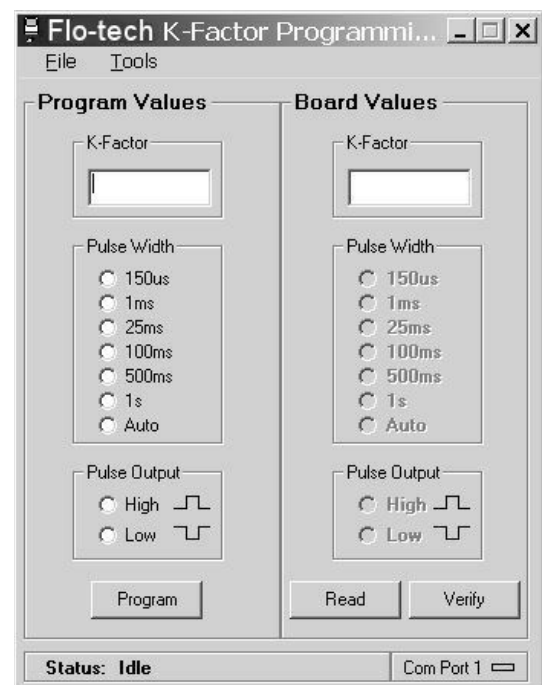 Flo-tech K-Factor Programmi...
File Tools
Program Values
K-Factor
Pulse Width
150us
1ms
25ms
100ms
500ms
1s
Auto
Pulse Output
High
Low
Program
Board Values
K-Factor
Pulse Width
150us
1ms
25ms
100ms
500ms
1s
Auto
Pulse Output
High
Low
Read Verify
Status: Idle Com Port 1